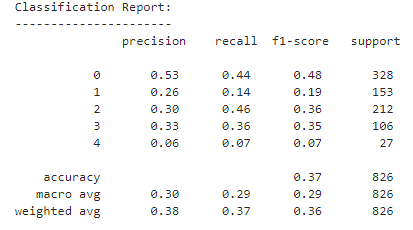 Classification Report:
----------------------
precision recall f1-score support
0 0.53 0.44 0.48 328
1 0.26 0.14 0.19 153
2 0.30 0.46 0.36 212
3 0.33 0.36 0.35 106
4 0.06 0.07 0.07 27
accuracy 0.37 826
macro avg 0.30 0.29 0.29 826
weighted avg 0.38 0.37 0.36 826